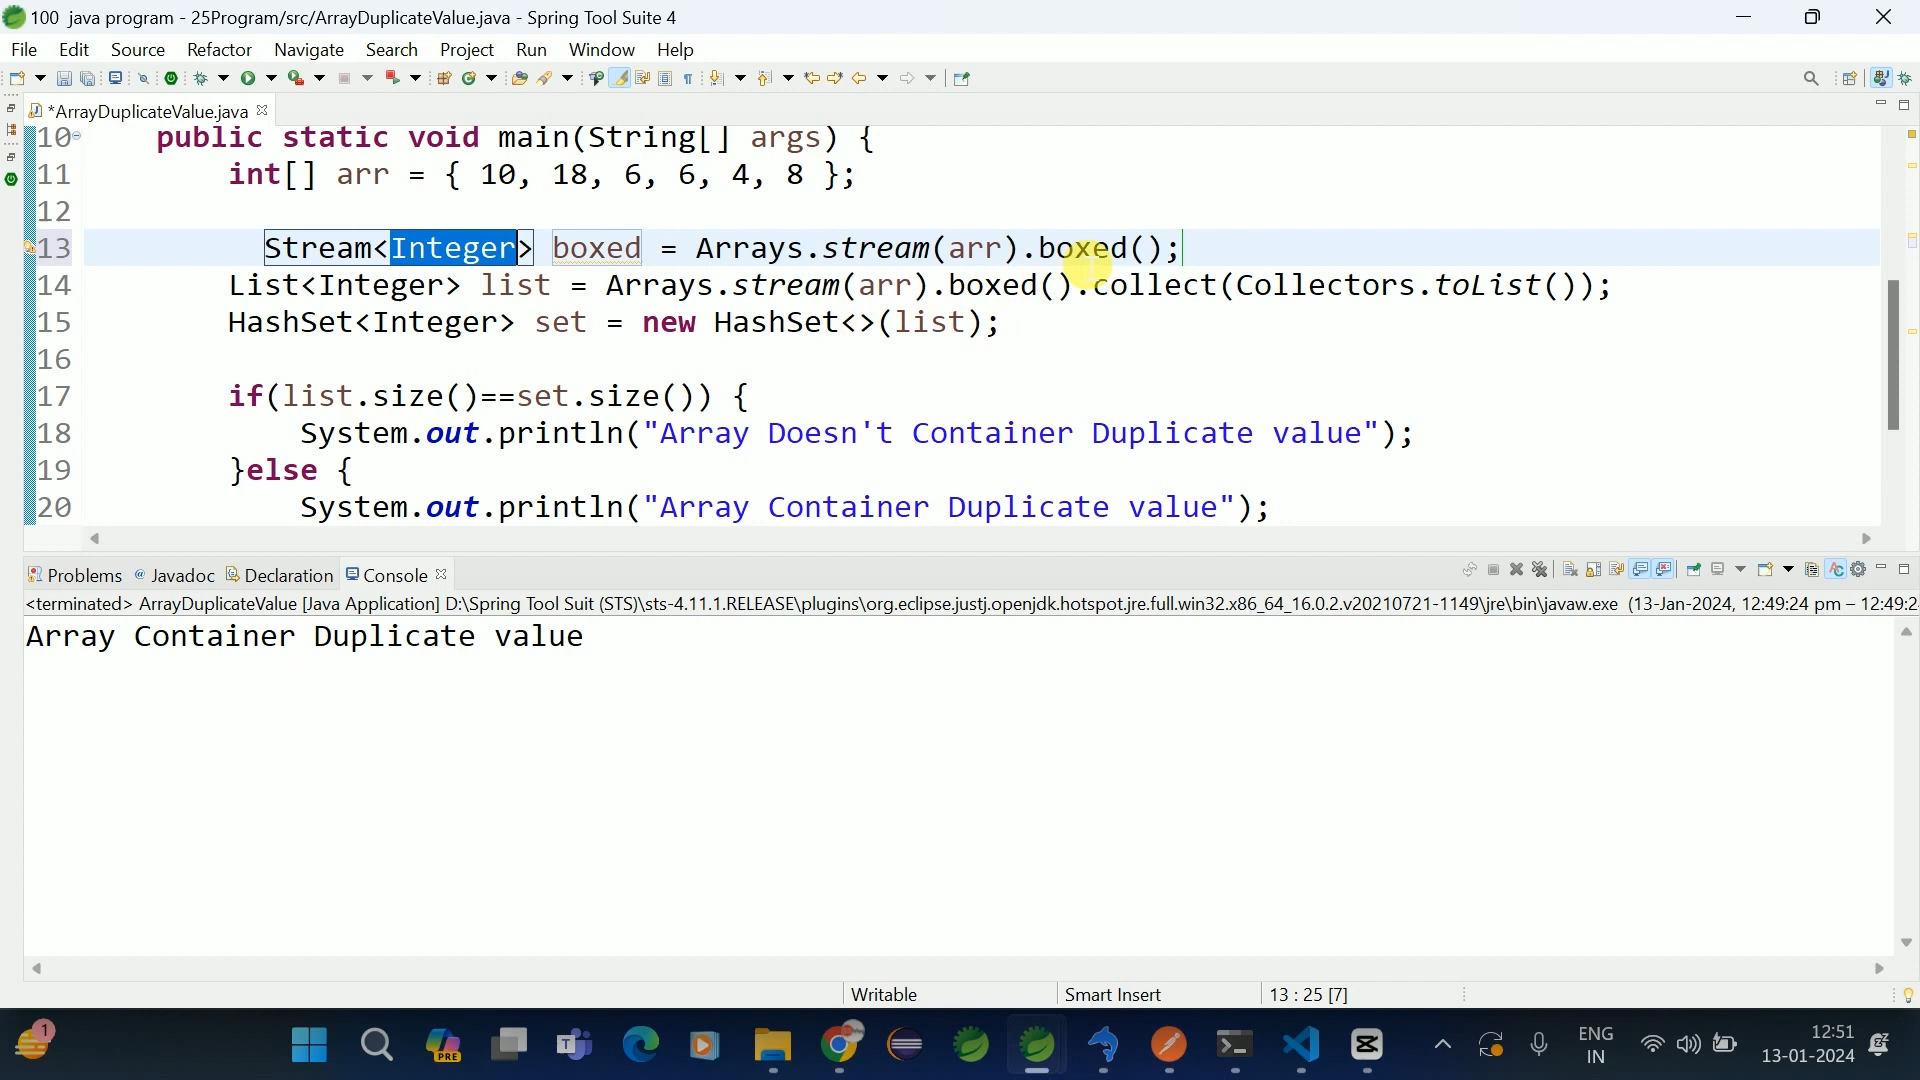 100_java program - 25Program/src/ArrayDuplicateValue.java - Spring Tool Suite 4
File Edit Source Refactor Navigate Search Project Run Window Help
*ArrayDuplicateValue.java
10 public static void main(String[] args) {
11 int[] arr = { 10, 18, 6, 6, 4, 8 };
12
13 Stream<Integer> boxed = Arrays.stream(arr).boxed();
14 List<Integer> list = Arrays.stream(arr).boxed().collect(Collectors.toList());
15 HashSet<Integer> set = new HashSet<>(list);
16
17 if(list.size()==set.size()) {
18 System.out.println("Array Doesn't Container Duplicate value");
19 }else {
20 System.out.println("Array Container Duplicate value");
Problems @ Javadoc Declaration Console
<terminated> ArrayDuplicateValue [Java Application] D:\Spring Tool Suit (STS)\sts-4.11.1.RELEASE\plugins\org.eclipse.justj.openjdk.hotspot.jre.full.win32.x86_64_16.0.2.v20210721-1149\jre\bin\javaw.exe (13-Jan-2024, 12:49:24 pm – 12:49:2
Array Container Duplicate value
Writable Smart Insert 13 : 25 [7]
1 PRE ENG 12:51
IN 13-01-2024